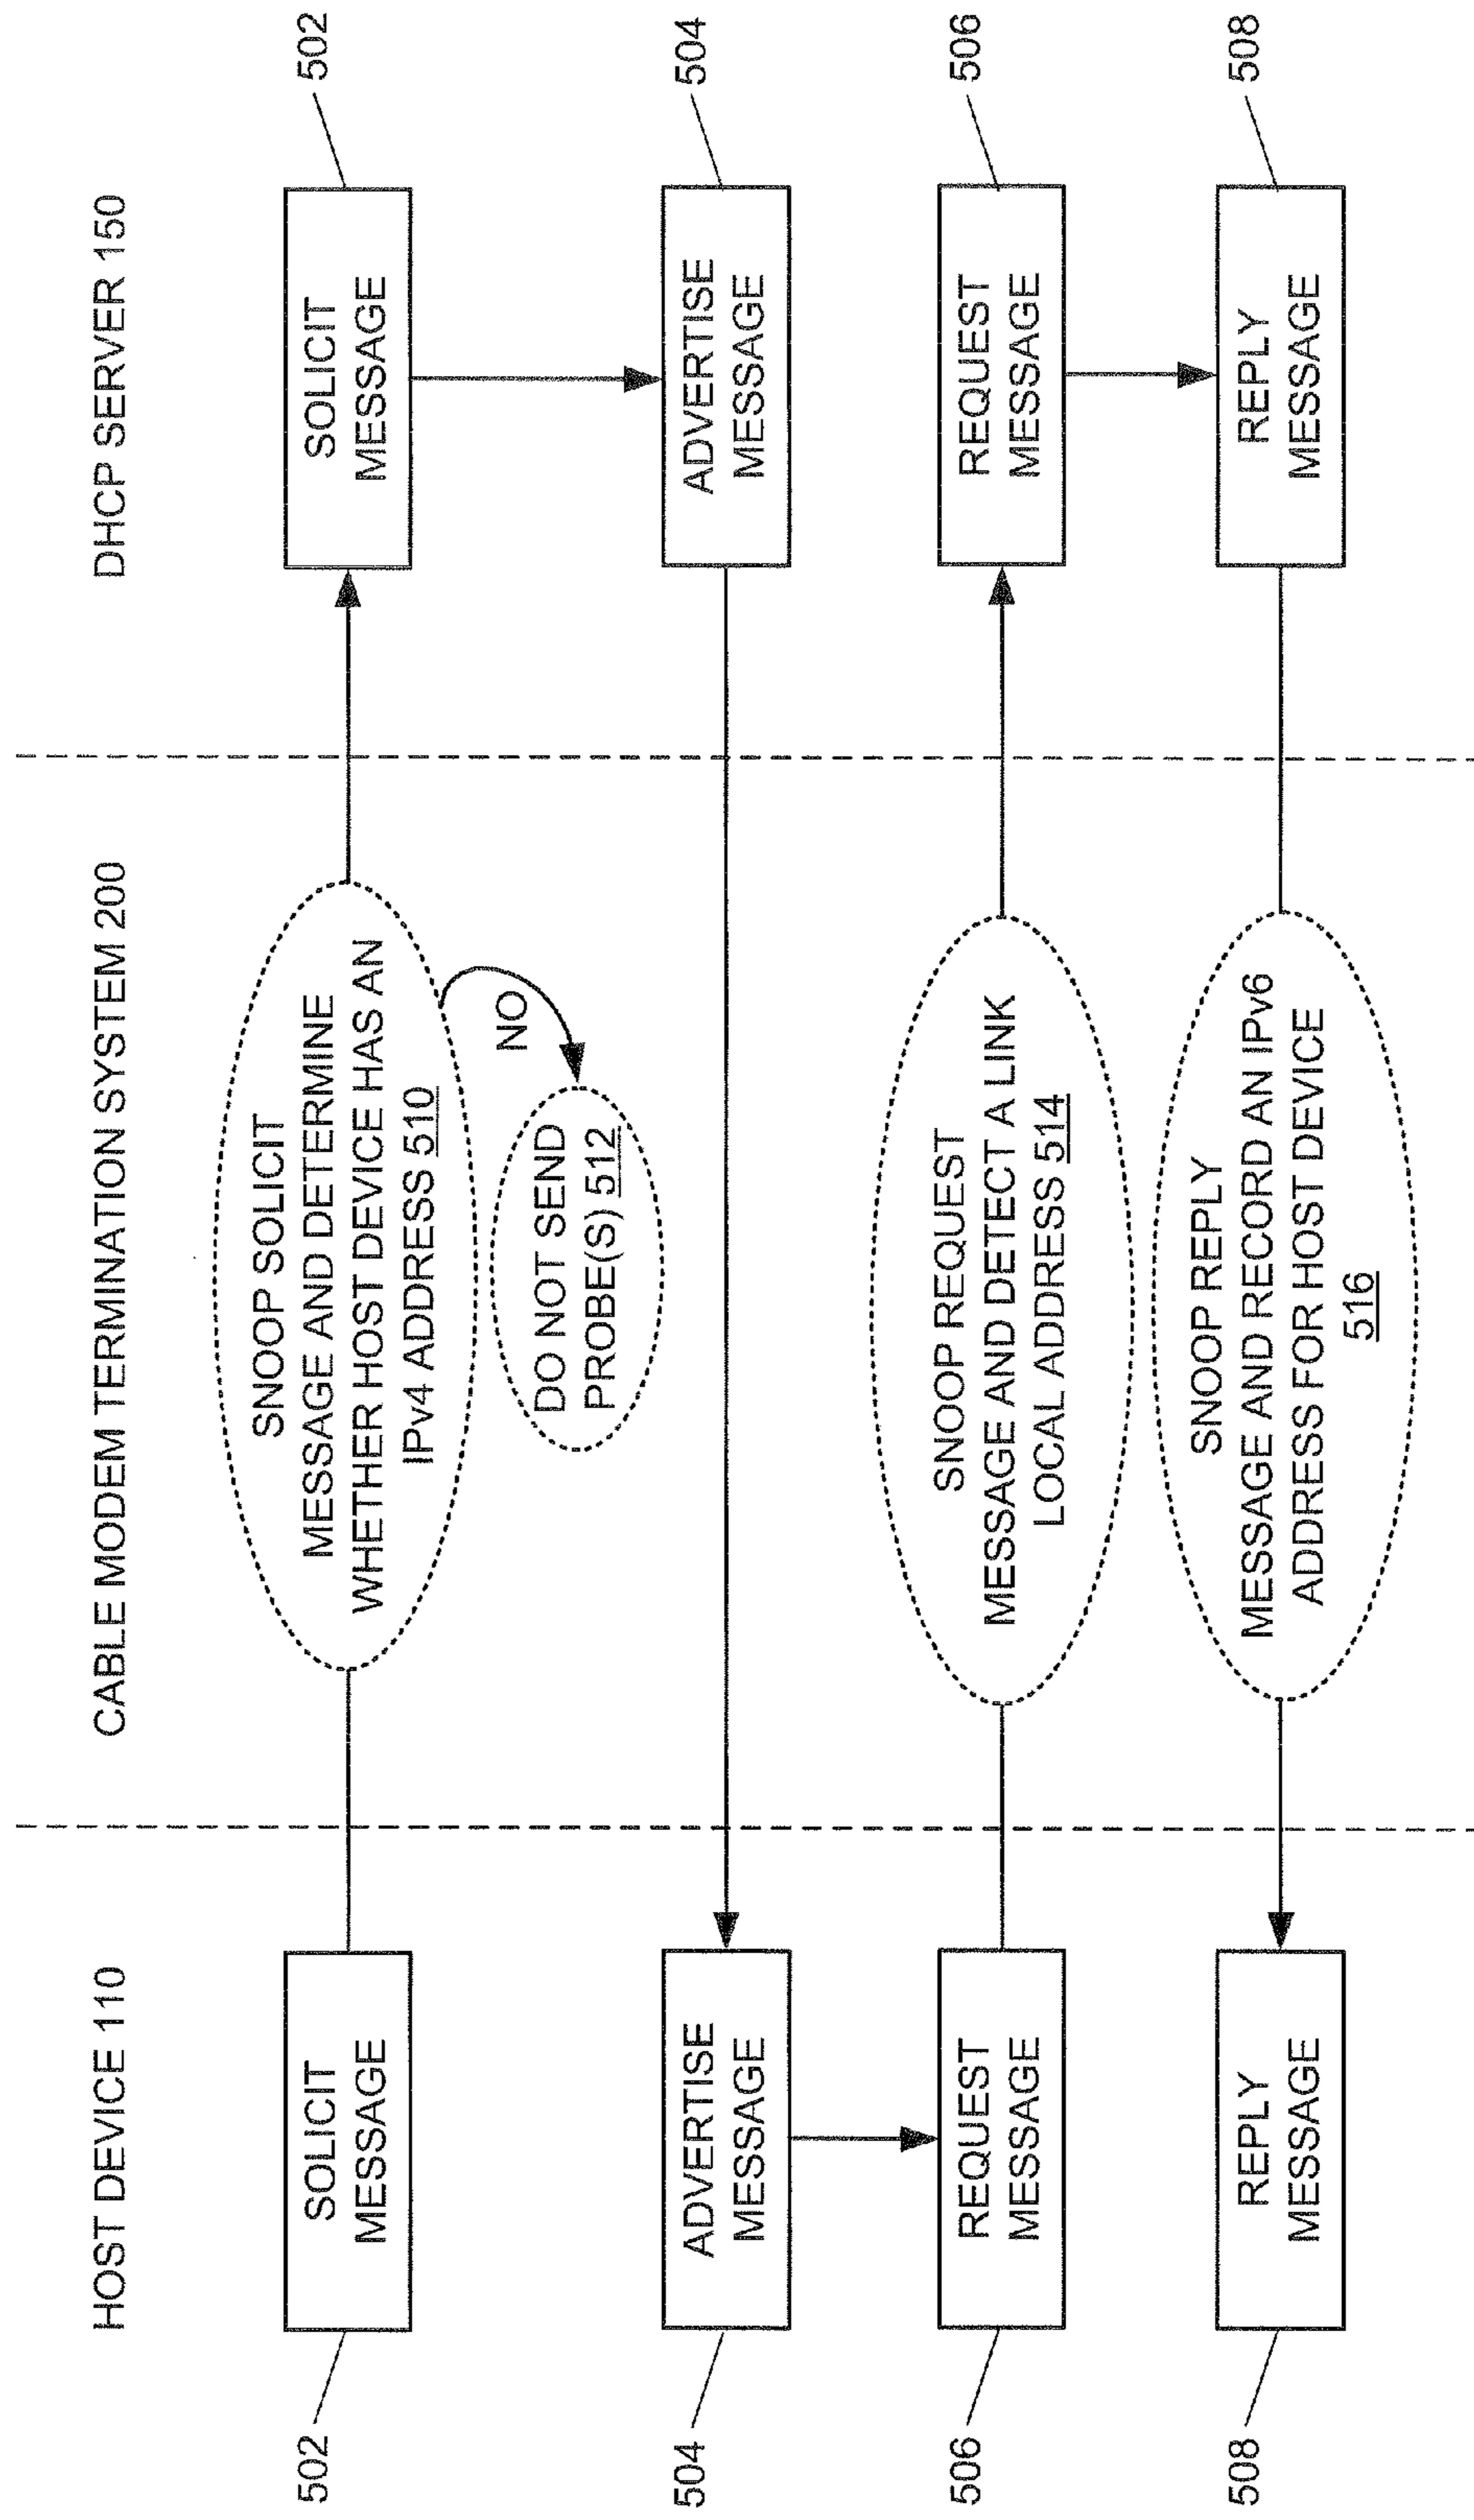 HOST DEVICE 110
CABLE MODEM TERMINATION SYSTEM 200
DHCP SERVER 150
502
SOLICIT
MESSAGE
SNOOP SOLICIT
MESSAGE AND DETERMINE
WHETHER HOST DEVICE HAS AN
IPv4 ADDRESS 510
SOLICIT
MESSAGE
502
NO
DO NOT SEND
PROBE(S) 512
504
ADVERTISE
MESSAGE
ADVERTISE
MESSAGE
504
506
REQUEST
MESSAGE
SNOOP REQUEST
MESSAGE AND DETECT A LINK
LOCAL ADDRESS 514
REQUEST
MESSAGE
506
508
REPLY
MESSAGE
SNOOP REPLY
MESSAGE AND RECORD AN IPv6
ADDRESS FOR HOST DEVICE
516
REPLY
MESSAGE
508